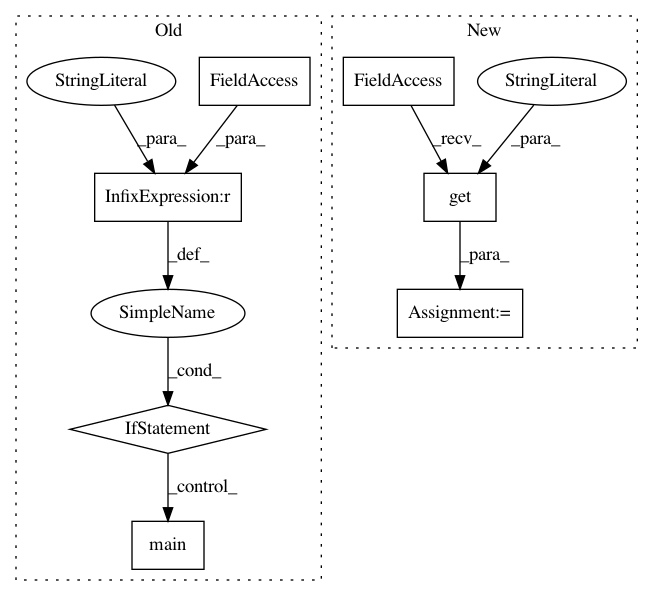 Old
New
StringLiteral
FieldAccess
FieldAccess
StringLiteral
_para_
_para_
_recv_
_para_
InfixExpression:r
get
_def_
_para_
SimpleName
Assignment:=
_cond_
IfStatement
_control_
main